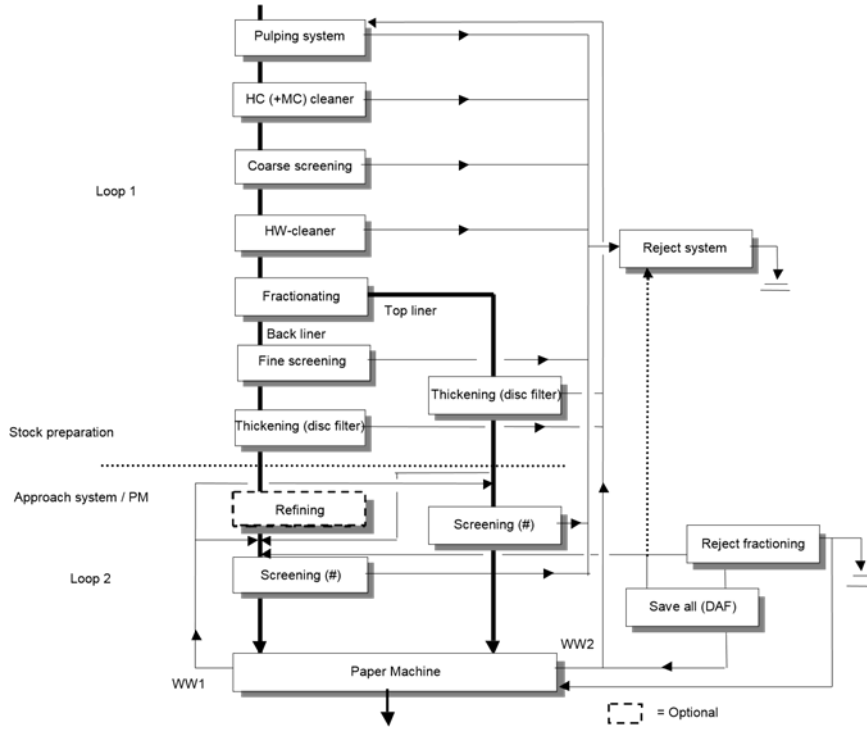 Pulping system
HC (+MC) cleaner
Coarse screening
Loop 1
HW-cleaner
Reject system
Fractionating
Top liner
Back liner
Fine screening
Thickening (disc filter)
Thickening (disc filter)
Stock preparation
Approach system / PM
Refining
Screening (#)
Reject fractioning
Loop 2
Screening (#)
Save all (DAF)
WW2
Paper Machine
WW1
= Optional